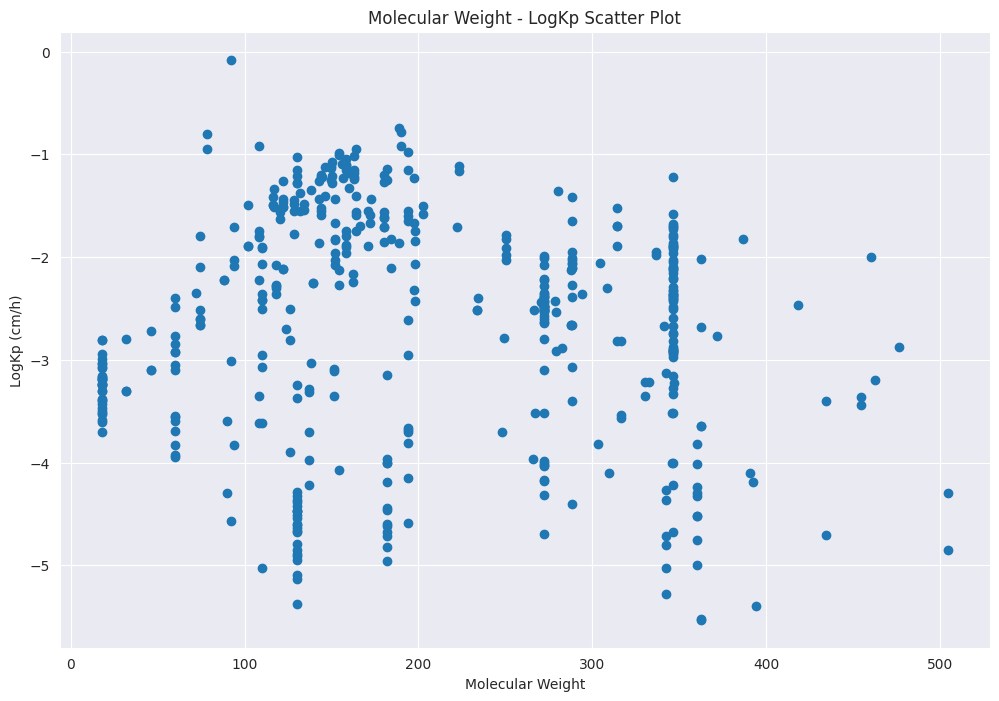 Molecular Weight - LogKp Scatter Plot
LogKp (cm/h)
0
−1
−2
−3
−4
−5
0 100 200 300 400 500
Molecular Weight